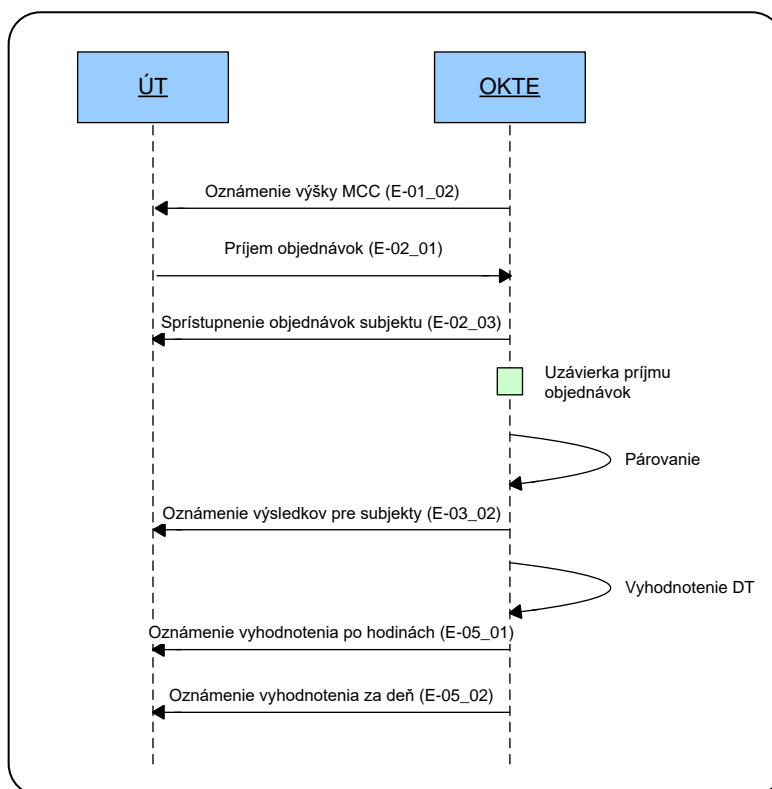 ÚT
OKTE
Oznámenie výšky MCC (E-01_02)
Príjem objednávok (E-02_01)
Sprístupnenie objednávok subjektu (E-02_03)
Uzávierka príjmu
objednávok
Párovanie
Oznámenie výsledkov pre subjekty (E-03_02)
Vyhodnotenie DT
Oznámenie vyhodnotenia po hodinách (E-05_01)
Oznámenie vyhodnotenia za deň (E-05_02)